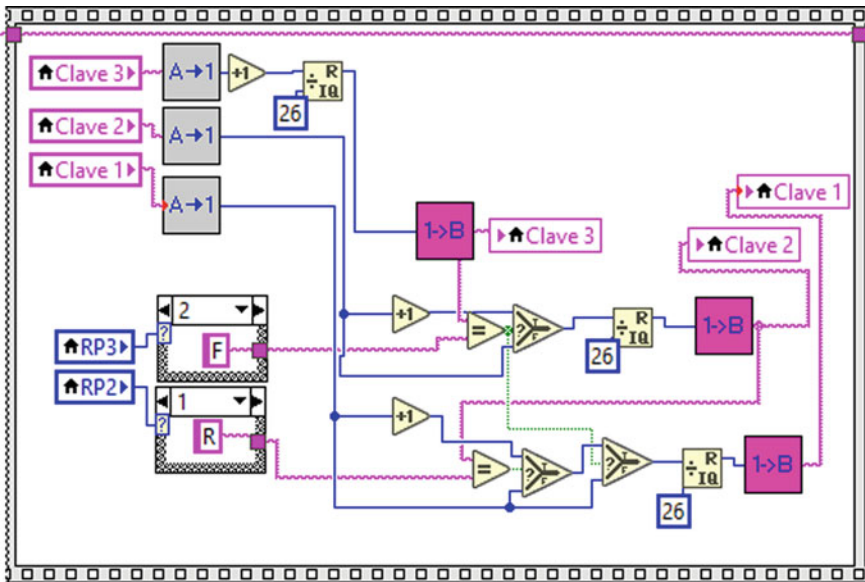 Clave 3
A→1
+1
÷ R IQ
26
Clave 2
A→1
Clave 1
A→1
Clave 1
1->B
Clave 3
Clave 2
2
+1
=
? T F
÷ R IQ
1->B
RP3
?
F
26
RP2
1
?
R
+1
=
? T F
? T F
÷ R IQ
1->B
26